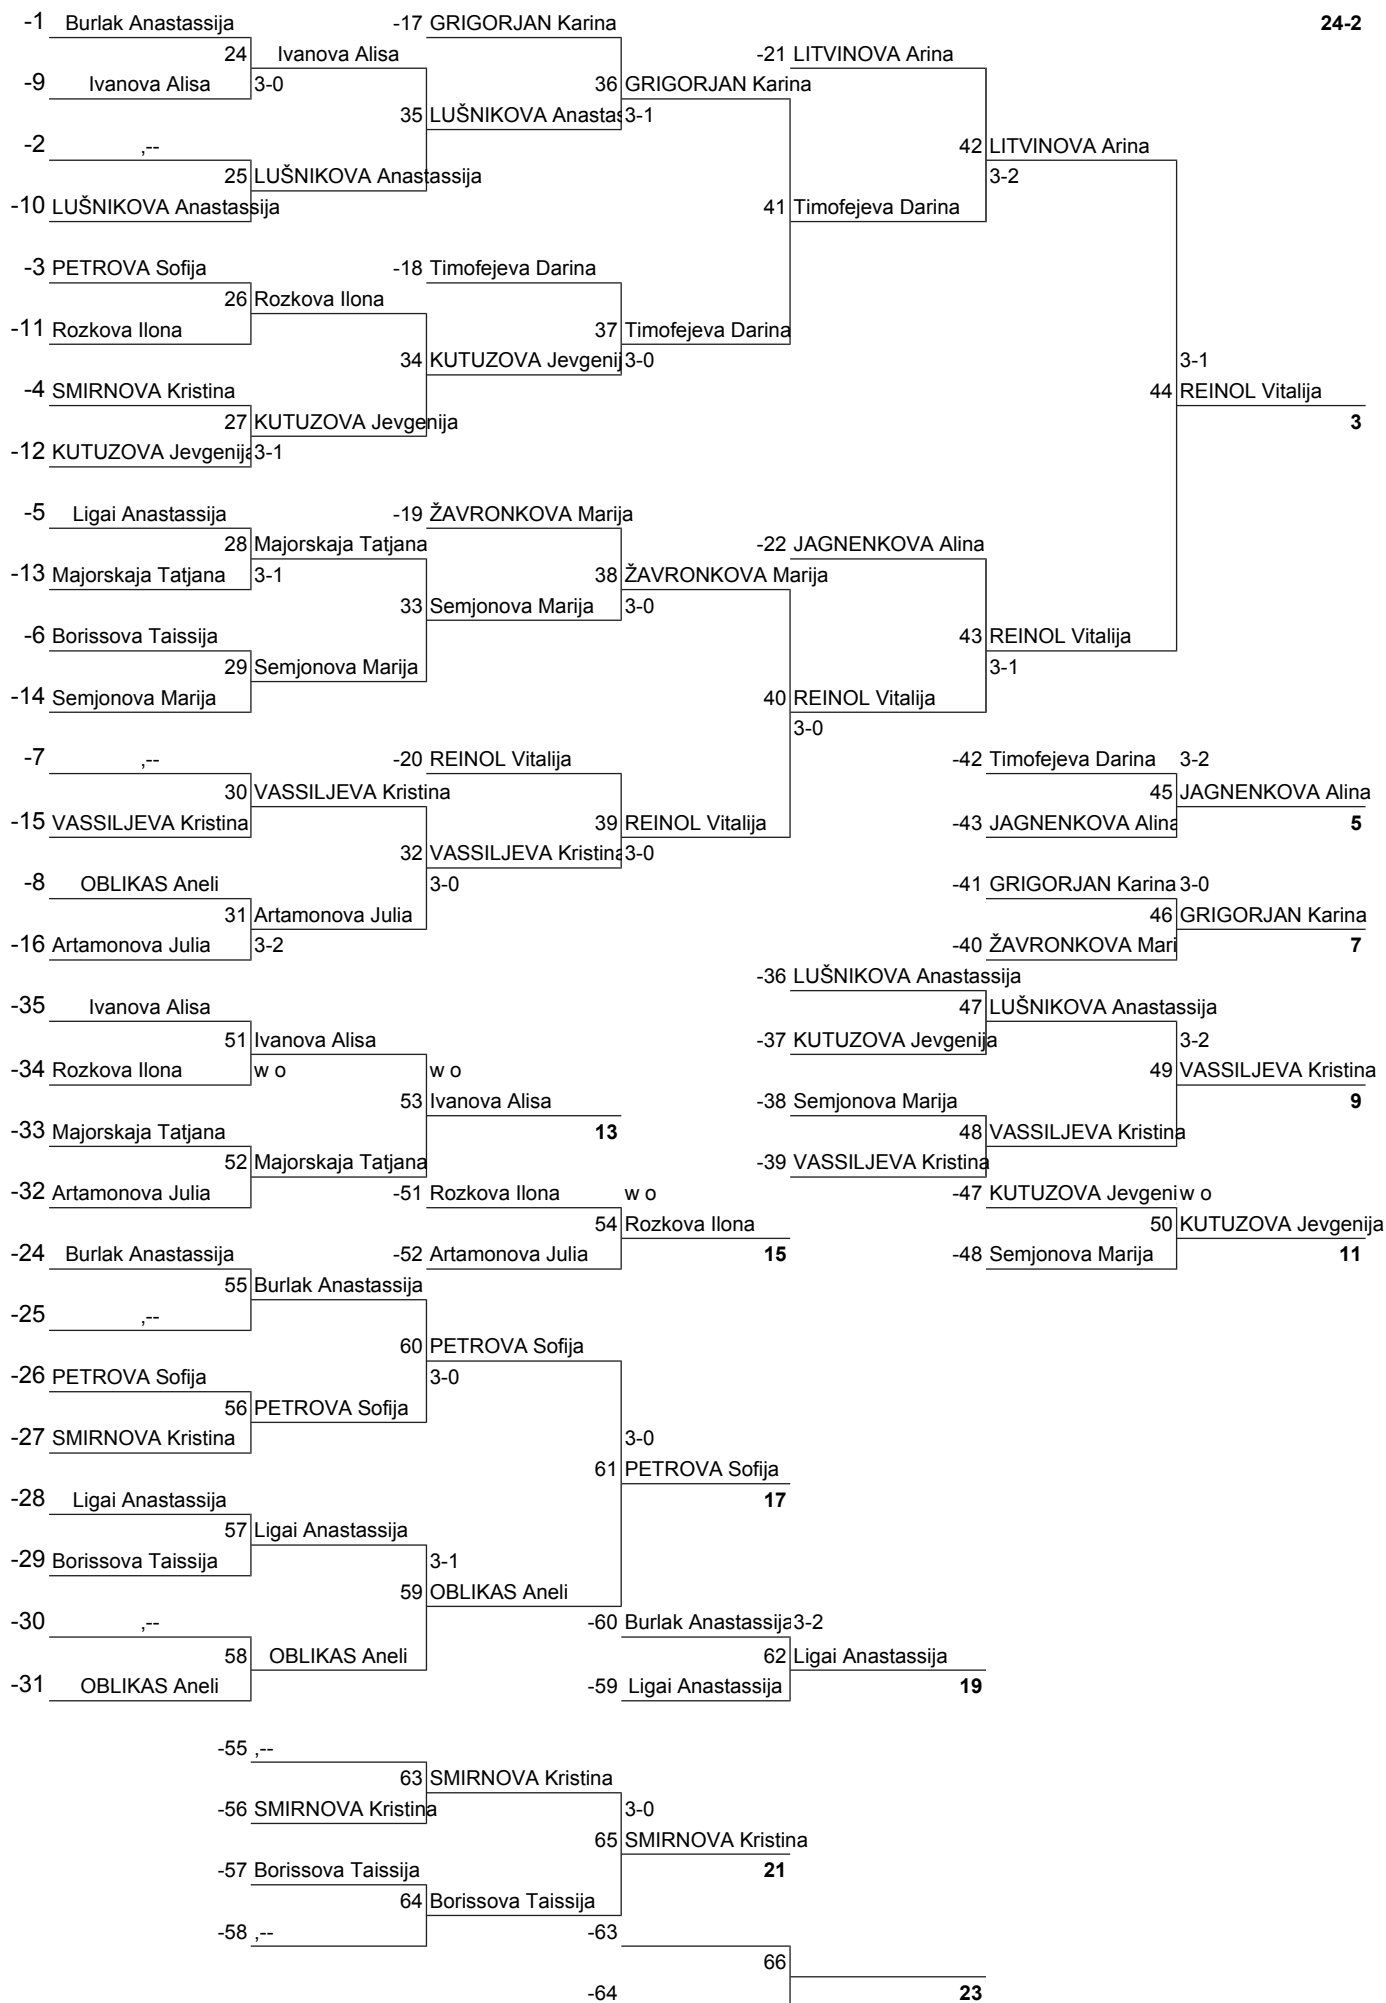 -1 Burlak Anastassija -17 GRIGORJAN Karina 24-2
24 Ivanova Alisa -21 LITVINOVA Arina
-9 Ivanova Alisa 3-0 36 GRIGORJAN Karina
35 LUŠNIKOVA Anastas 3-1
-2 ,-- 42 LITVINOVA Arina
25 LUŠNIKOVA Anastassija 3-2
-10 LUŠNIKOVA Anastassija 41 Timofejeva Darina
-3 PETROVA Sofija -18 Timofejeva Darina
26 Rozkova Ilona
-11 Rozkova Ilona 37 Timofejeva Darina
34 KUTUZOVA Jevgenij 3-0 3-1
-4 SMIRNOVA Kristina 44 REINOL Vitalija
27 KUTUZOVA Jevgenija 3
-12 KUTUZOVA Jevgenija 3-1
-5 Ligai Anastassija -19 ŽAVRONKOVA Marija
28 Majorskaja Tatjana -22 JAGNENKOVA Alina
-13 Majorskaja Tatjana 3-1 38 ŽAVRONKOVA Marija
33 Semjonova Marija 3-0
-6 Borissova Taissija 43 REINOL Vitalija
29 Semjonova Marija 3-1
-14 Semjonova Marija 40 REINOL Vitalija
3-0
-7 ,-- -20 REINOL Vitalija -42 Timofejeva Darina 3-2
30 VASSILJEVA Kristina 45 JAGNENKOVA Alina
-15 VASSILJEVA Kristina 39 REINOL Vitalija -43 JAGNENKOVA Alina 5
32 VASSILJEVA Kristina 3-0
-8 OBLIKAS Aneli 3-0 -41 GRIGORJAN Karina 3-0
31 Artamonova Julia 46 GRIGORJAN Karina
-16 Artamonova Julia 3-2 -40 ŽAVRONKOVA Mari 7
-36 LUŠNIKOVA Anastassija
-35 Ivanova Alisa 47 LUŠNIKOVA Anastassija
51 Ivanova Alisa -37 KUTUZOVA Jevgenija 3-2
-34 Rozkova Ilona w o w o 49 VASSILJEVA Kristina
53 Ivanova Alisa -38 Semjonova Marija 9
-33 Majorskaja Tatjana 13 48 VASSILJEVA Kristina
52 Majorskaja Tatjana -39 VASSILJEVA Kristina
-32 Artamonova Julia -51 Rozkova Ilona w o -47 KUTUZOVA Jevgeni w o
54 Rozkova Ilona 50 KUTUZOVA Jevgenija
-24 Burlak Anastassija -52 Artamonova Julia 15 -48 Semjonova Marija 11
55 Burlak Anastassija
-25 ,--
60 PETROVA Sofija
-26 PETROVA Sofija 3-0
56 PETROVA Sofija
-27 SMIRNOVA Kristina 3-0
61 PETROVA Sofija
-28 Ligai Anastassija 17
57 Ligai Anastassija
-29 Borissova Taissija 3-1
59 OBLIKAS Aneli
-30 ,-- -60 Burlak Anastassija 3-2
58 OBLIKAS Aneli 62 Ligai Anastassija
-31 OBLIKAS Aneli -59 Ligai Anastassija 19
-55 ,--
63 SMIRNOVA Kristina
-56 SMIRNOVA Kristina 3-0
65 SMIRNOVA Kristina
-57 Borissova Taissija 21
64 Borissova Taissija
-58 ,-- -63
66
-64 23